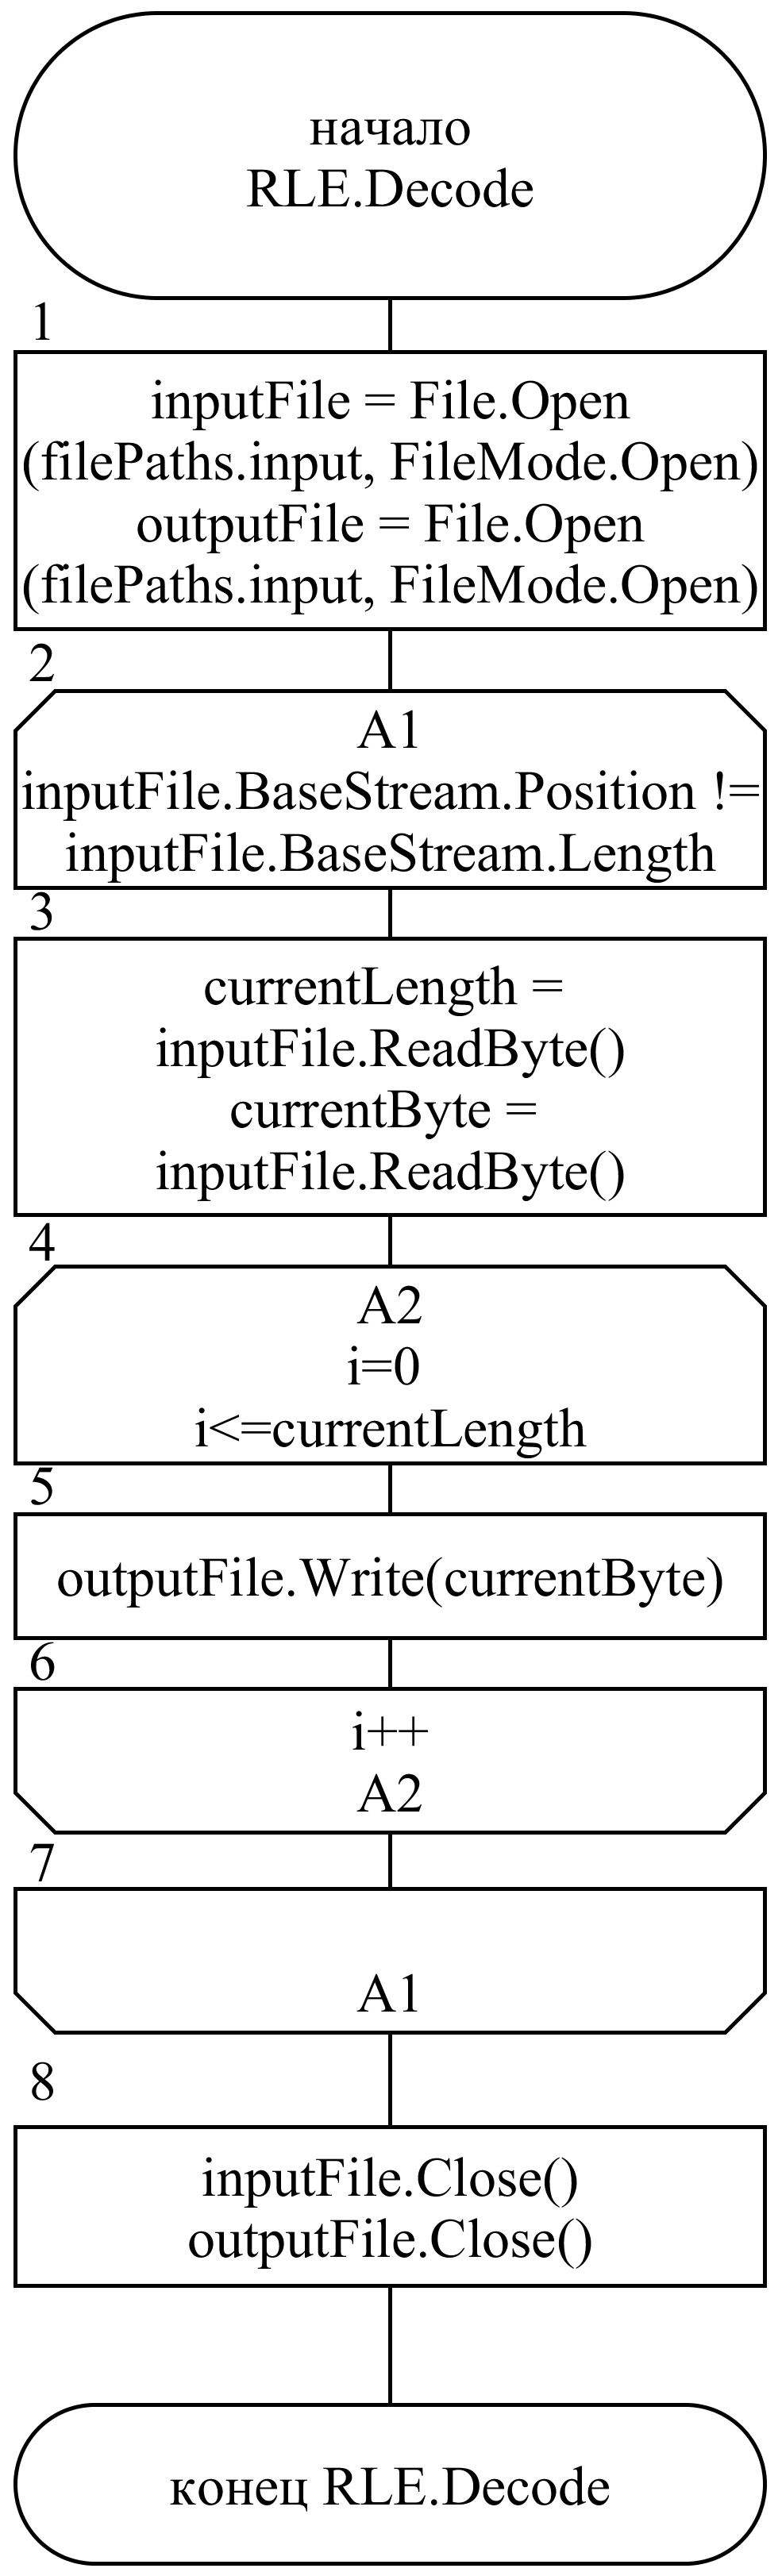 начало
RLE.Decode
1
inputFile = File.Open
(filePaths.input, FileMode.Open)
outputFile = File.Open
(filePaths.input, FileMode.Open)
2
A1
inputFile.BaseStream.Position !=
inputFile.BaseStream.Length
3
currentLength =
inputFile.ReadByte()
currentByte =
inputFile.ReadByte()
4
A2
i=0
i<=currentLength
5
outputFile.Write(currentByte)
6
i++
A2
7
A1
8
inputFile.Close()
outputFile.Close()
конец RLE.Decode